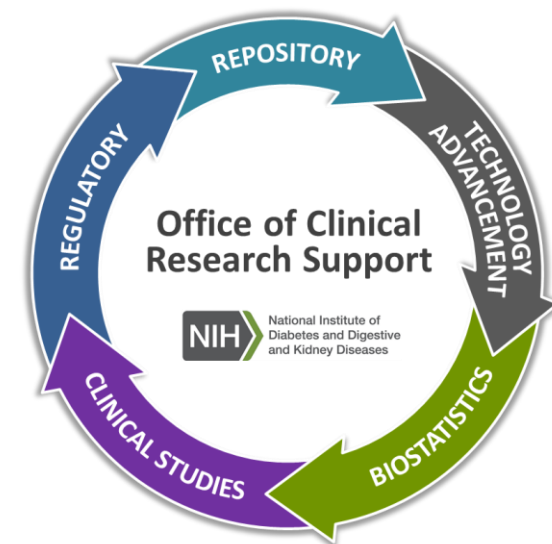 REPOSITORY
TECHNOLOGY
ADVANCEMENT
BIOSTATISTICS
CLINICAL STUDIES
REGULATORY
Office of Clinical
Research Support
NIH
National Institute of
Diabetes and Digestive
and Kidney Diseases